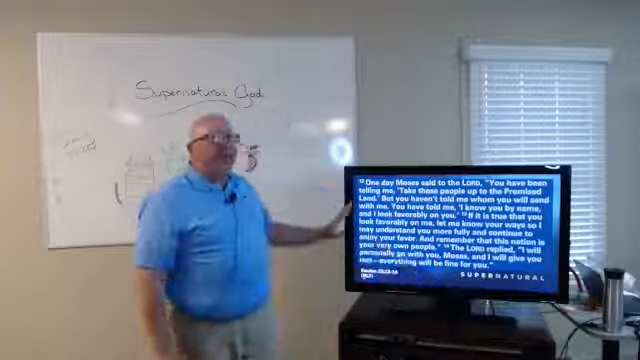 Supernatural God
12 One day Moses said to the LORD, "You have been
telling me, 'Take these people up to the Promised
Land.' But you haven't told me whom you will send
with me. You have told me, 'I know you by name,
and I look favorably on you.' 13 If it is true that you
look favorably on me, let me know your ways so I
may understand you more fully and continue to
enjoy your favor. And remember that this nation is
your very own people." 14 The LORD replied, "I will
personally go with you, Moses, and I will give you
rest—everything will be fine for you."
Exodus 33:12-14
(NLT)
SUPERNATURAL